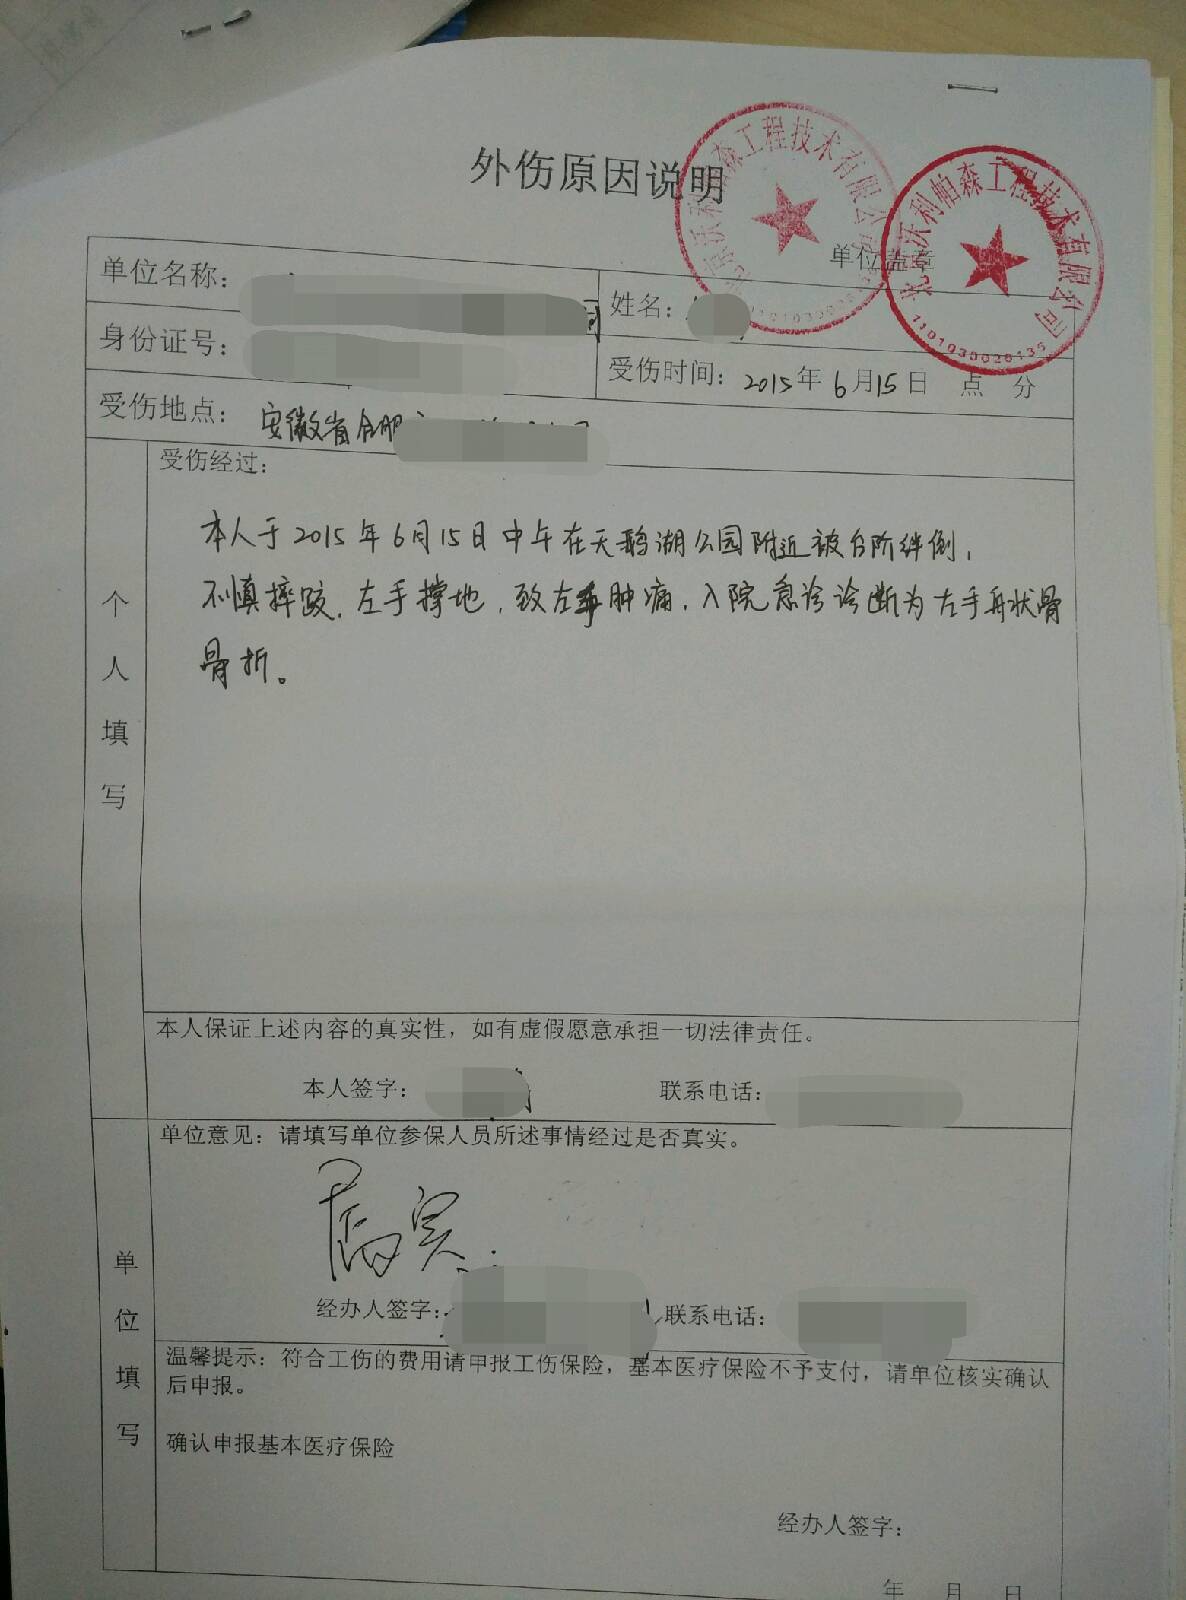 外伤原因说明
北京沃利帕森工程技术有限公司
北京沃利帕森工程技术有限公司
1101030026435
单位盖章
单位名称：
姓名：
身份证号：
受伤时间：2015年6月15日 点 分
受伤地点：安徽省合肥
个人填写
受伤经过：
本人于2015年6月15日中午在天鹅湖公园附近被台阶绊倒，
不慎摔跤，左手撑地，致左手肿痛，入院急诊诊断为左手舟状骨
骨折。
本人保证上述内容的真实性，如有虚假愿意承担一切法律责任。
本人签字： 联系电话：
单位填写
单位意见：请填写单位参保人员所述事情经过是否真实。
属实
经办人签字： 联系电话：
温馨提示：符合工伤的费用请申报工伤保险，基本医疗保险不予支付，请单位核实确认
后申报。
确认申报基本医疗保险
经办人签字：
年 月 日